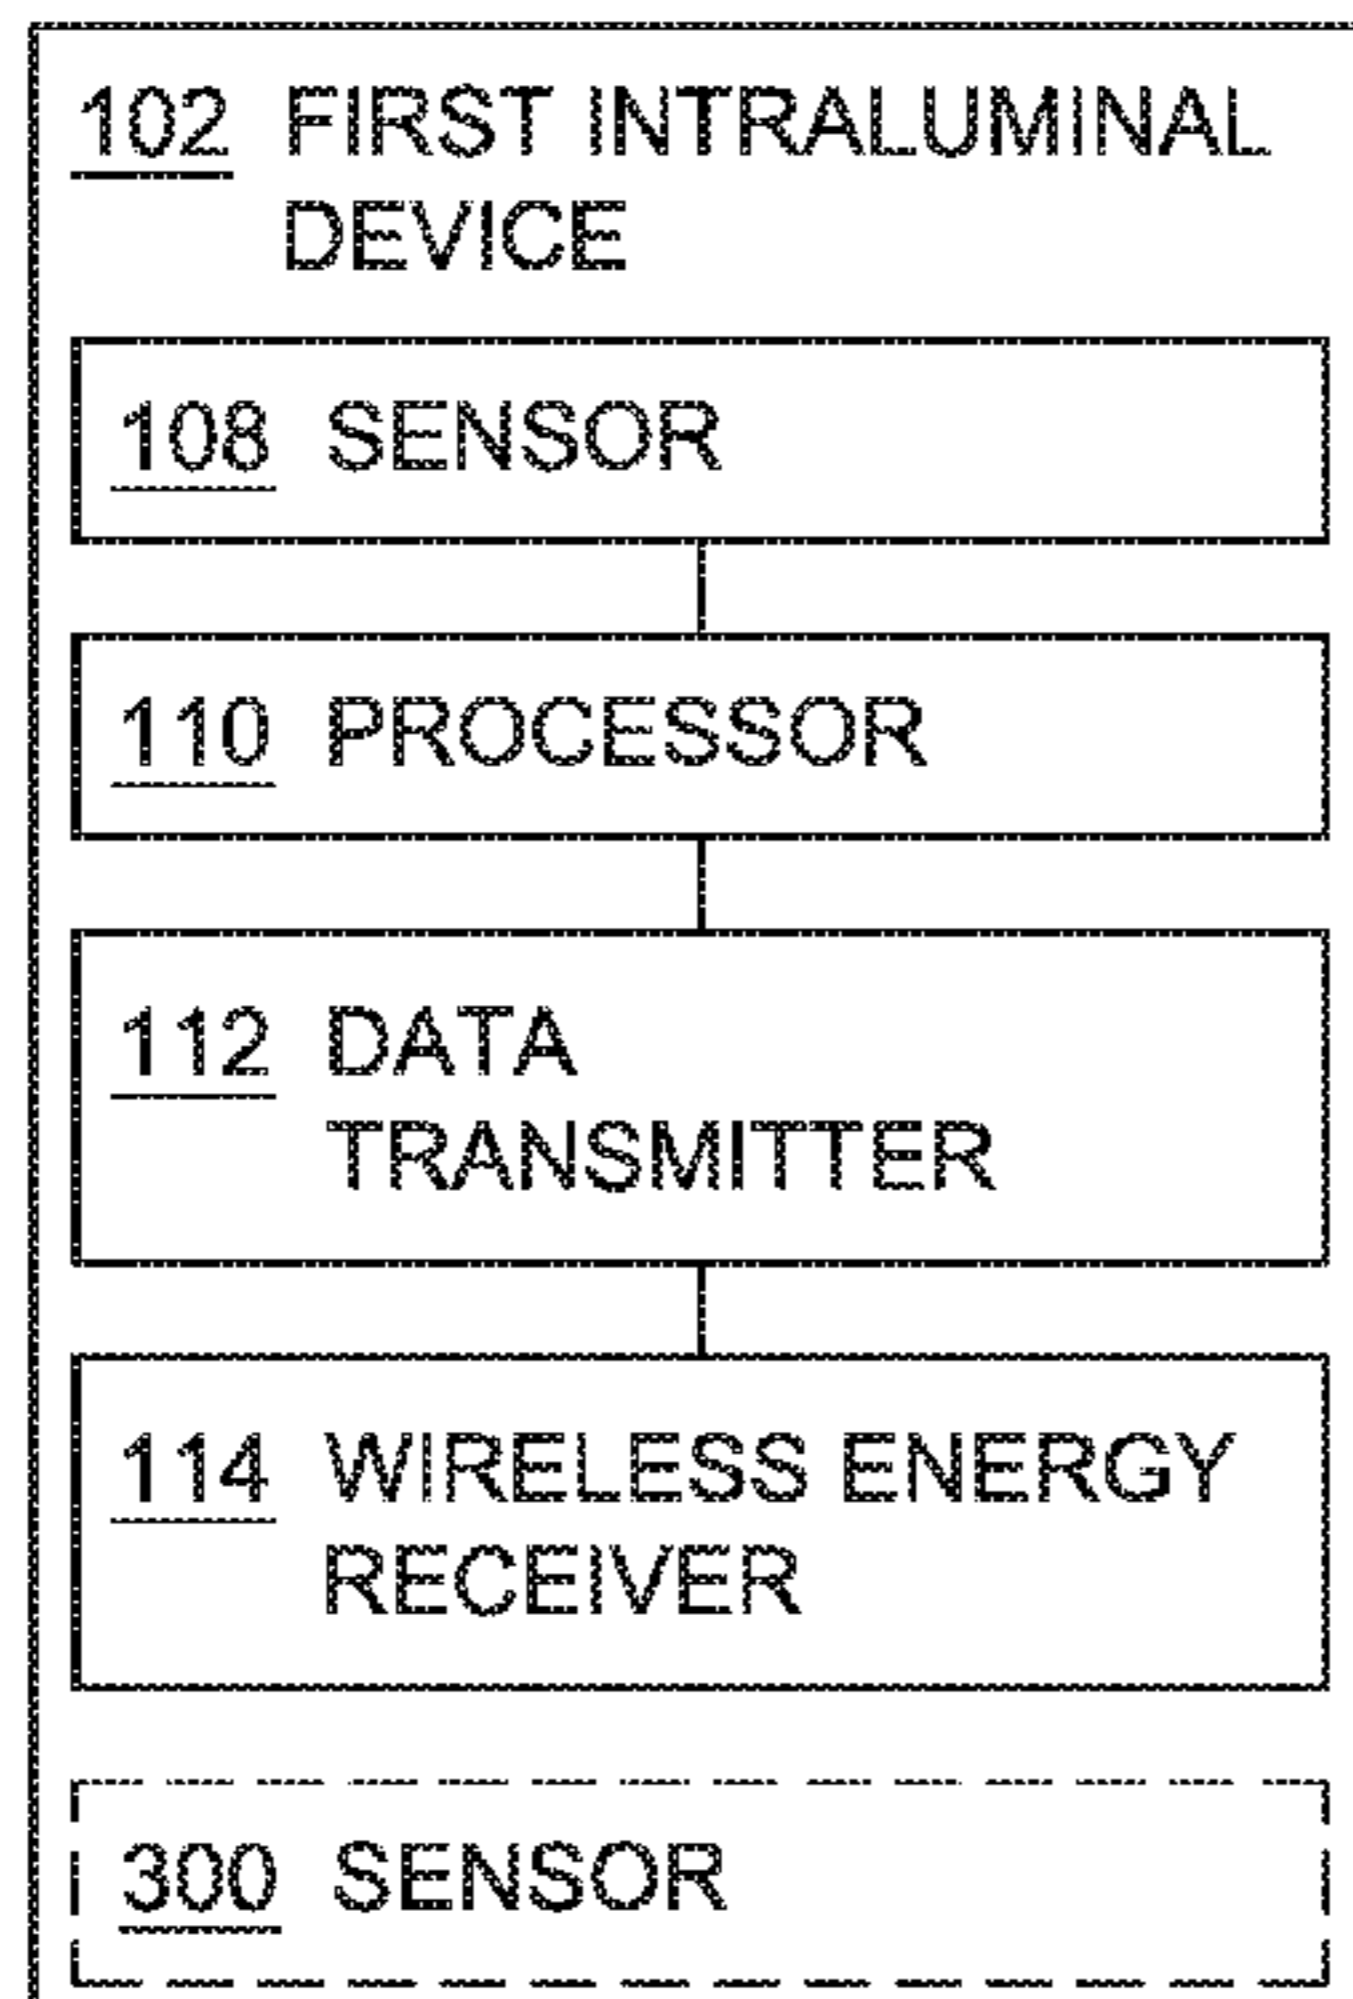 102 FIRST INTRALUMINAL
DEVICE
108 SENSOR
110 PROCESSOR
112 DATA
TRANSMITTER
114 WIRELESS ENERGY
RECEIVER
300 SENSOR